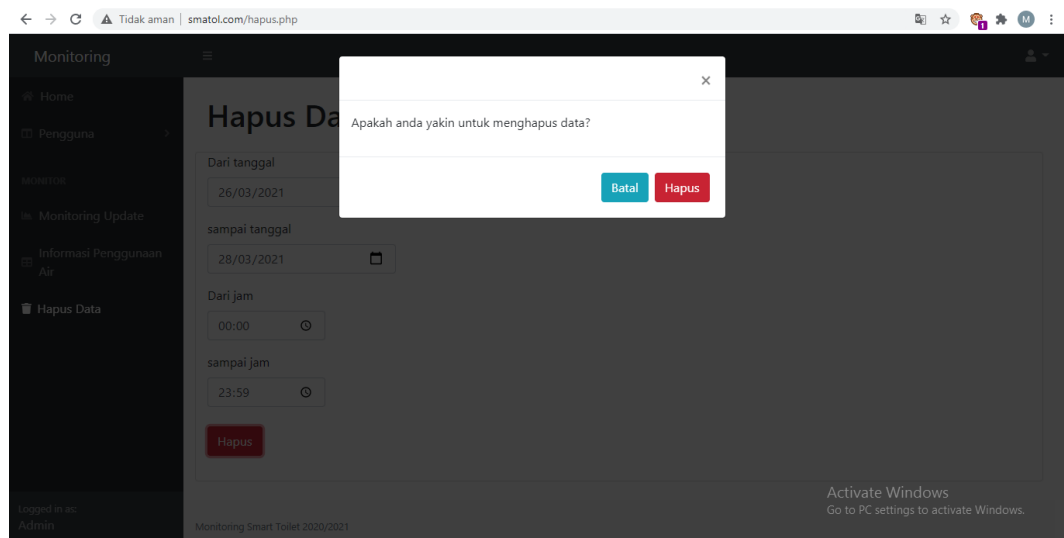 Tidak aman | smatol.com/hapus.php
M
1
Monitoring
Home
Pengguna
MONITOR
Monitoring Update
Informasi Penggunaan
Air
Hapus Data
Logged in as:
Admin
Hapus Da
Dari tanggal
26/03/2021
sampai tanggal
28/03/2021
Dari jam
00:00
sampai jam
23:59
Hapus
Apakah anda yakin untuk menghapus data?
Batal Hapus
Monitoring Smart Toilet 2020/2021
Activate Windows
Go to PC settings to activate Windows.